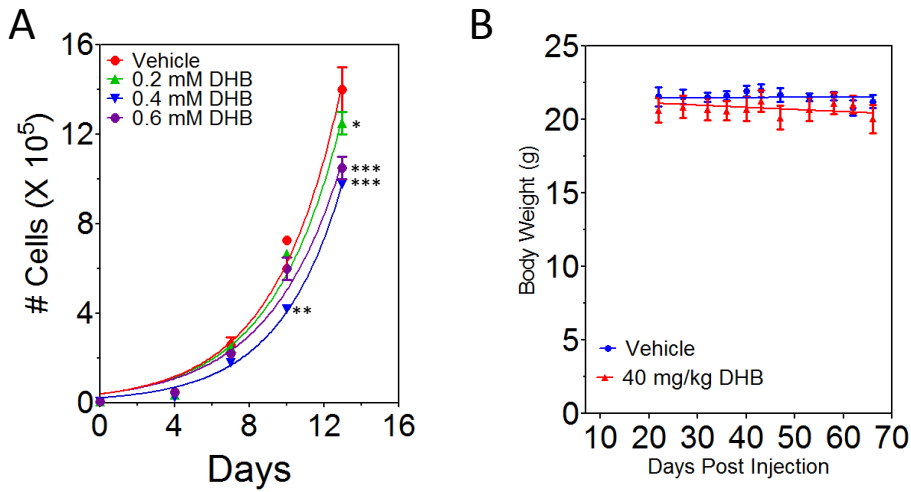 A
# Cells (X 10⁵)
16
12
8
4
0
Vehicle
0.2 mM DHB
0.4 mM DHB
0.6 mM DHB
*
***
***
**
0
4
8
12
16
Days
B
Body Weight (g)
25
20
15
10
5
0
Vehicle
40 mg/kg DHB
10
20
30
40
50
60
70
Days Post Injection